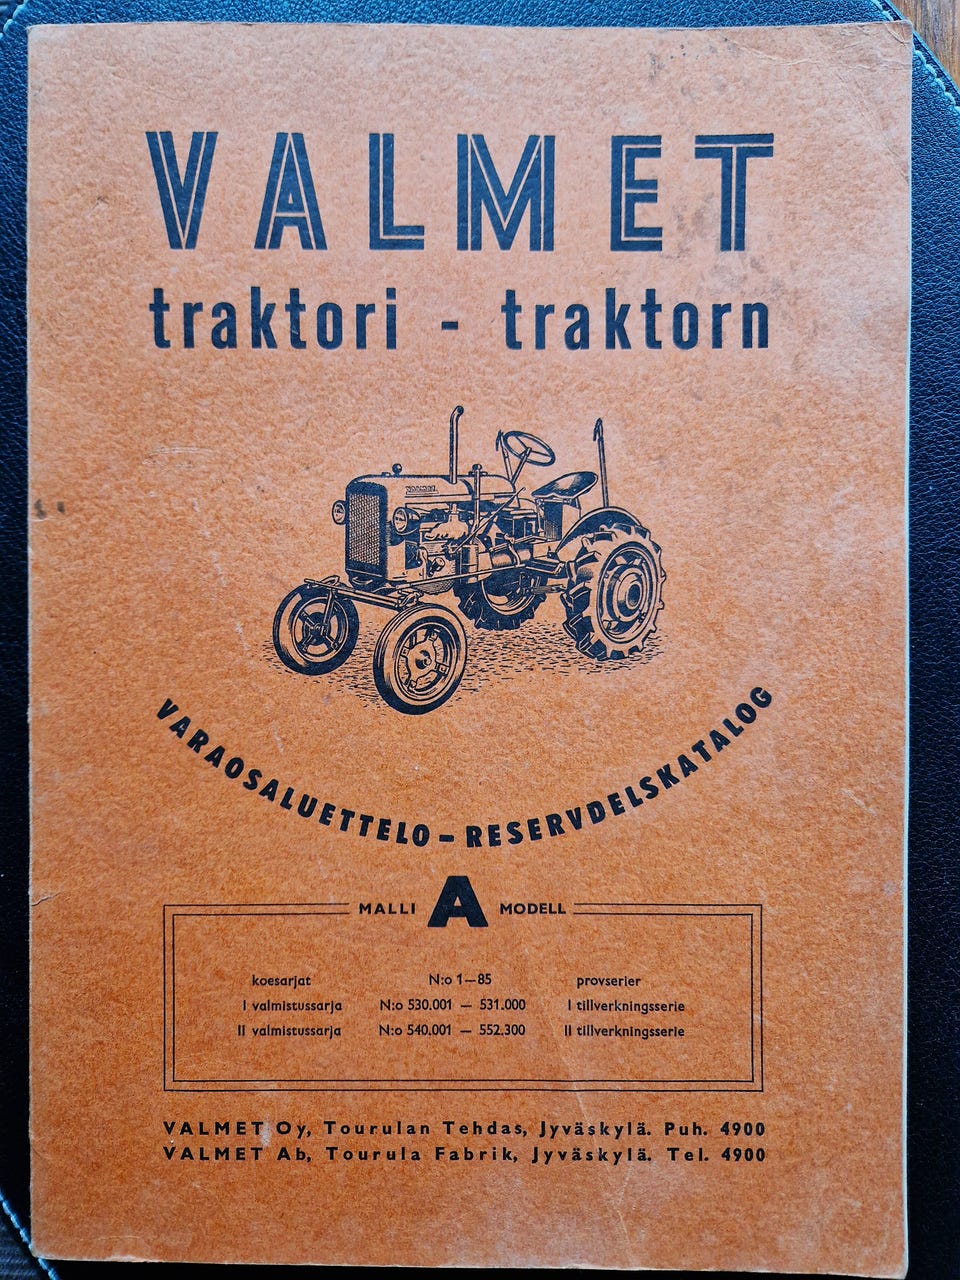 VALMET
traktori - traktorn
VALMET
VARAOSALUETTELO - RESERVDELSKATALOG
MALLI A MODELL
koesarjat N:o 1—85 provserier
I valmistussarja N:o 530.001 — 531.000 I tillverkningsserie
II valmistussarja N:o 540.001 — 552.300 II tillverkningsserie
VALMET Oy, Tourulan Tehdas, Jyväskylä. Puh. 4900
VALMET Ab, Tourula Fabrik, Jyväskylä. Tel. 4900